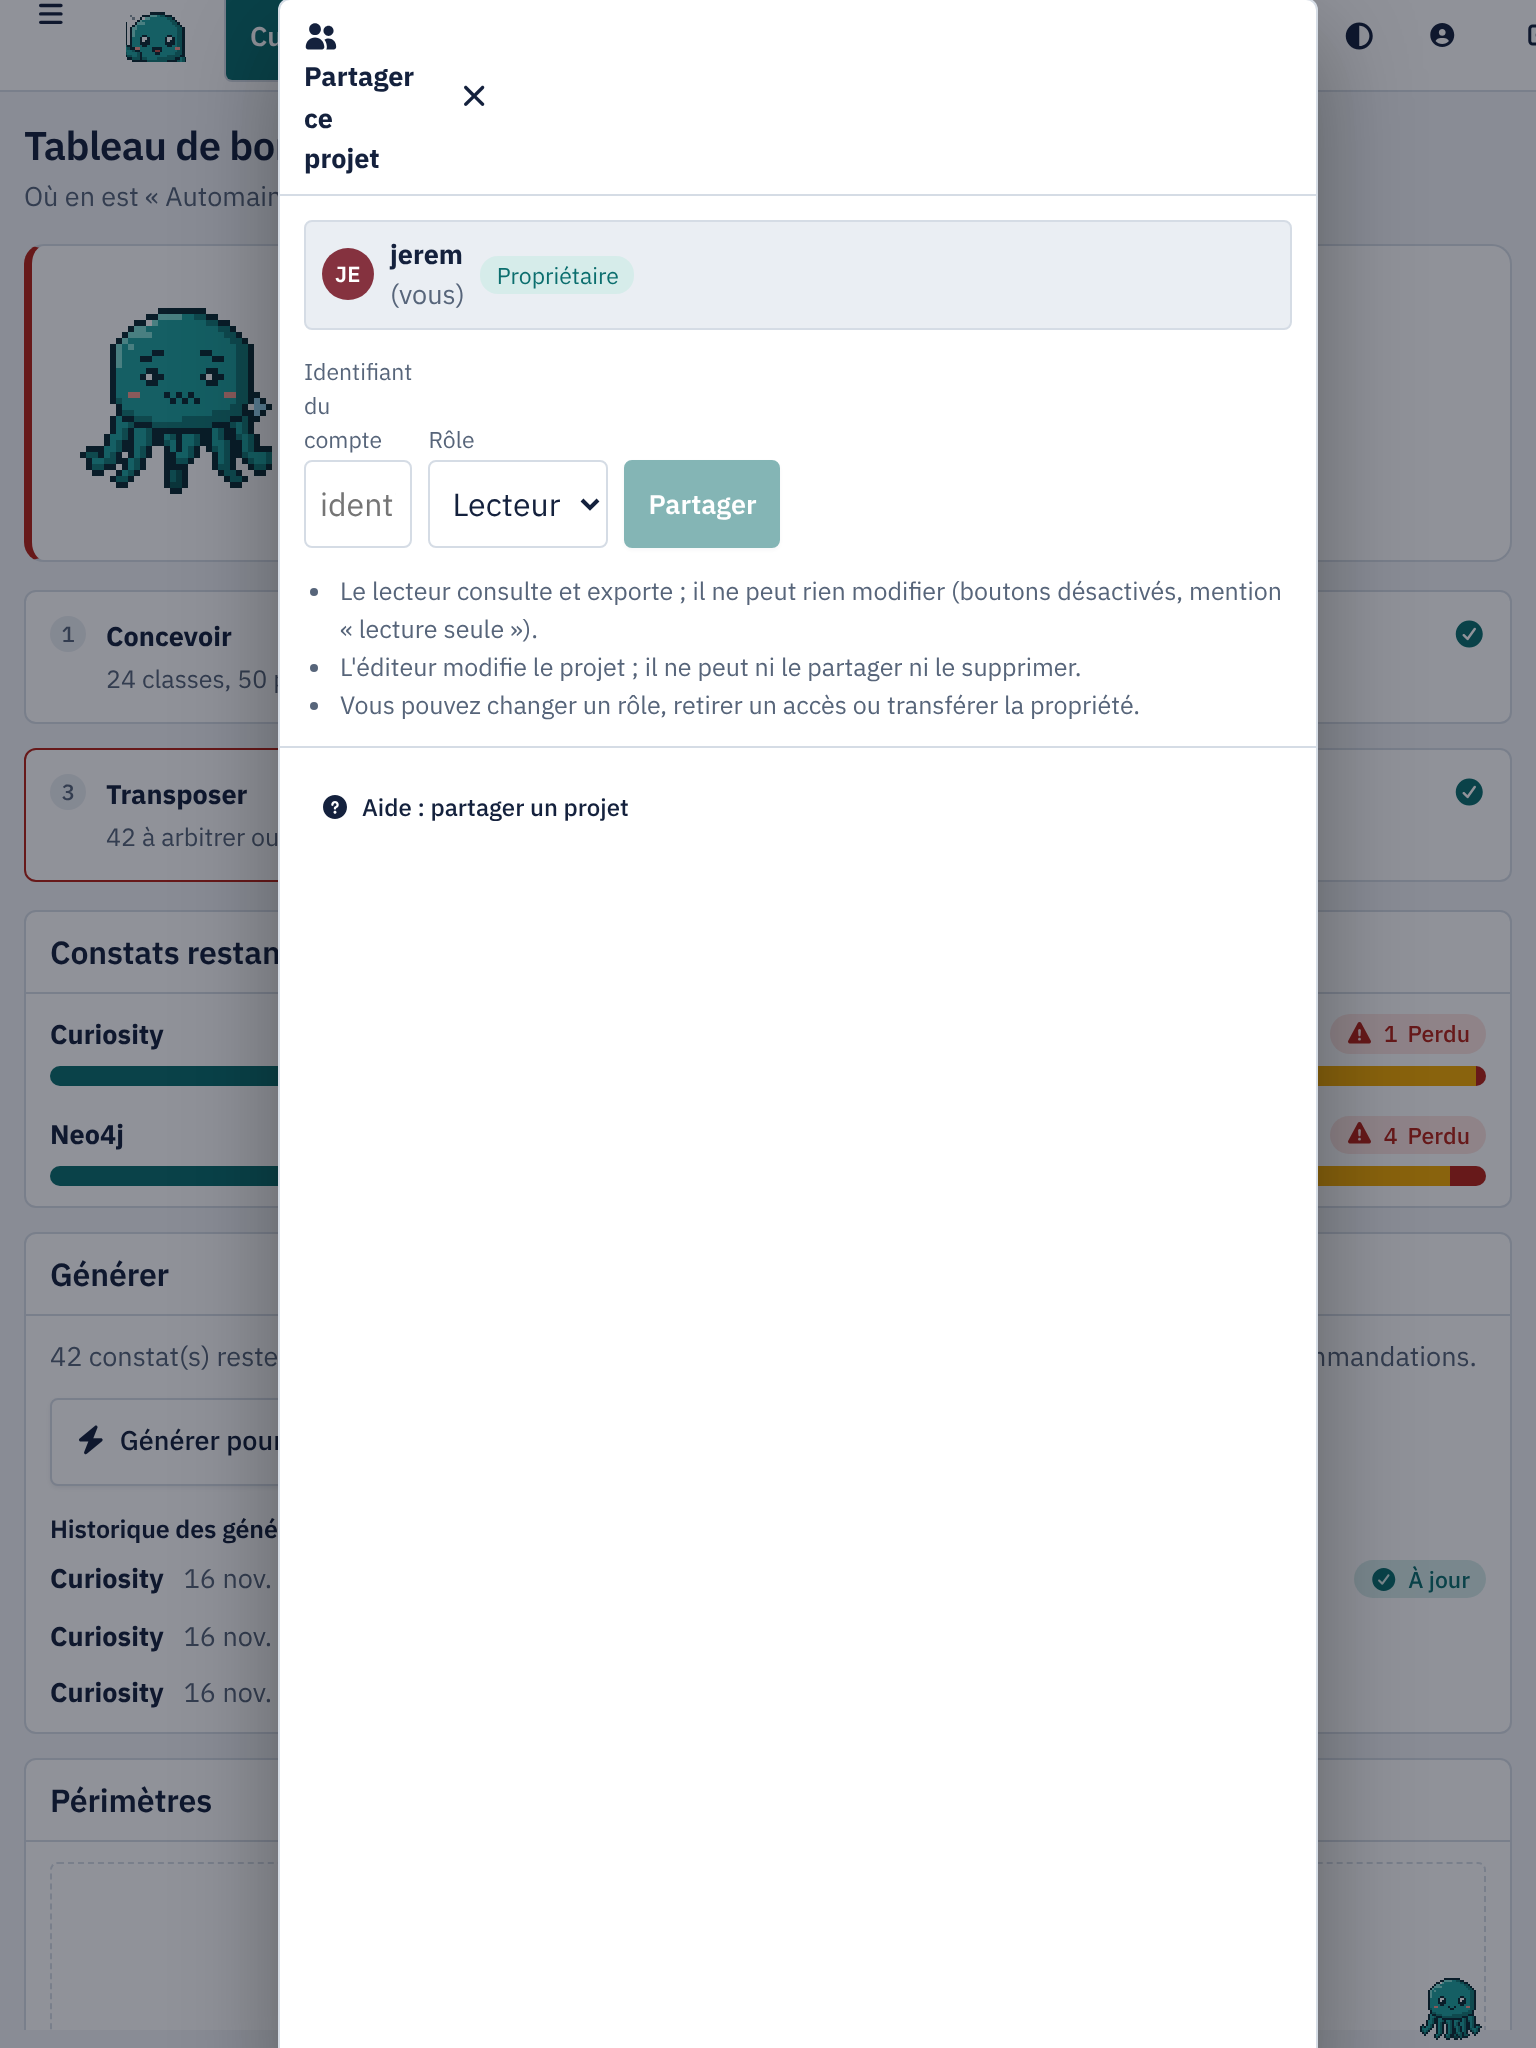 Cu
Partager
ce
projet
Tableau de bo
Où en est « Automain
JE
jerem
(vous)
Propriétaire
Identifiant
du
compte
Rôle
ident
Lecteur
Partager
Le lecteur consulte et exporte ; il ne peut rien modifier (boutons désactivés, mention
« lecture seule »).
L'éditeur modifie le projet ; il ne peut ni le partager ni le supprimer.
Vous pouvez changer un rôle, retirer un accès ou transférer la propriété.
Aide : partager un projet
1 Concevoir
24 classes, 50
3 Transposer
42 à arbitrer ou
Constats restan
Curiosity
1 Perdu
Neo4j
4 Perdu
Générer
42 constat(s) reste
mmandations.
Générer pour
Historique des géné
Curiosity 16 nov.
À jour
Curiosity 16 nov.
Curiosity 16 nov.
Périmètres